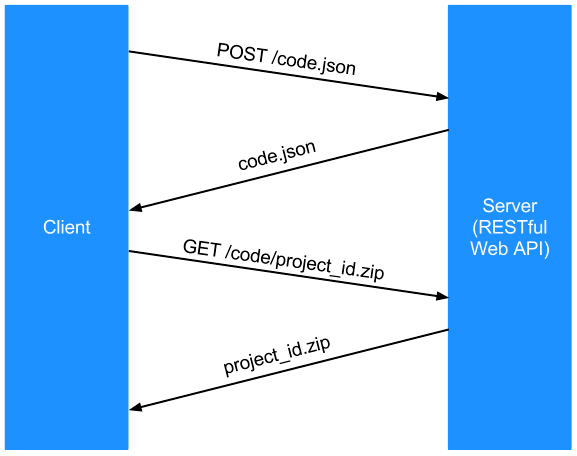 POST /code.json
code.json
Client
Server
(RESTful
Web API)
GET /code/project_id.zip
project_id.zip